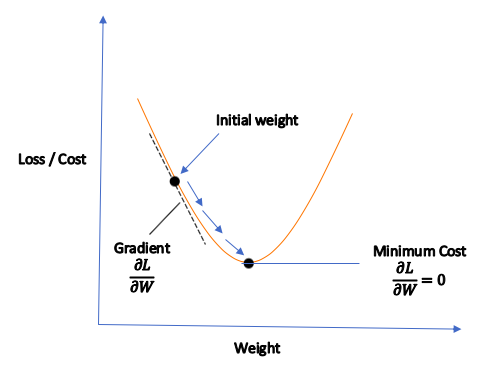 Initial weight
Loss / Cost
Gradient
∂L
∂W
Minimum Cost
∂L
∂W = 0
Weight